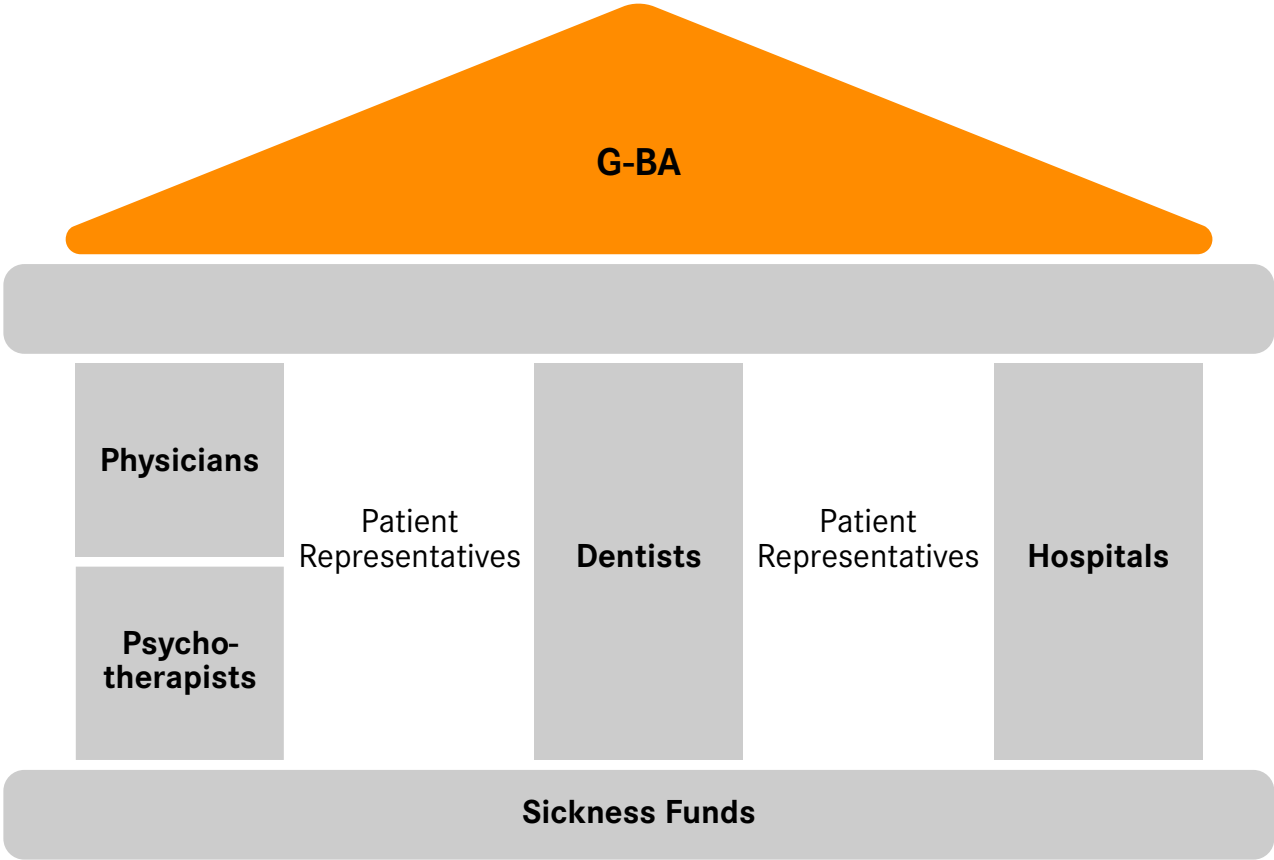 G-BA
Physicians
Psycho-
therapists
Patient
Representatives
Dentists
Patient
Representatives
Hospitals
Sickness Funds